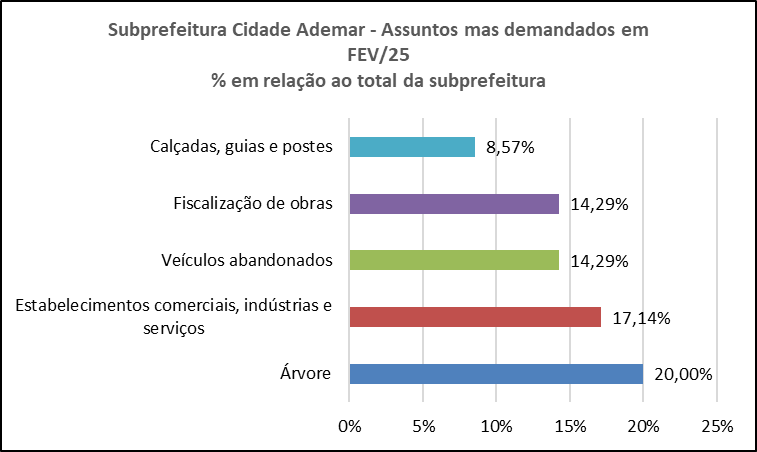 Subprefeitura Cidade Ademar - Assuntos mas demandados em
FEV/25
% em relação ao total da subprefeitura
Calçadas, guias e postes
8,57%
Fiscalização de obras
14,29%
Veículos abandonados
14,29%
Estabelecimentos comerciais, indústrias e
serviços
17,14%
Árvore
20,00%
0% 5% 10% 15% 20% 25%